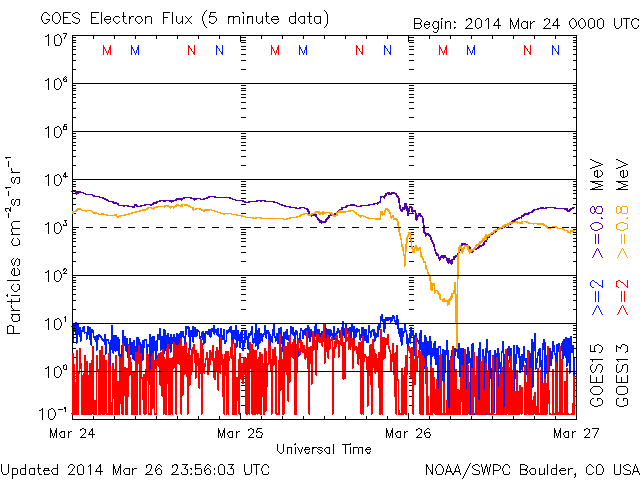 GOES Electron Flux (5 minute data)
Begin: 2014 Mar 24 0000 UTC
10⁷
M M N N M M N N M M N N
10⁶
10⁵
10⁴
10³
10²
10¹
10⁰
10⁻¹
Particles cm⁻²s⁻¹sr⁻¹
GOES15 >=2 >=0.8 MeV
GOES13 >=2 >=0.8 MeV
Mar 24 Mar 25 Mar 26 Mar 27
Universal Time
Updated 2014 Mar 26 23:56:03 UTC
NOAA/SWPC Boulder, CO USA